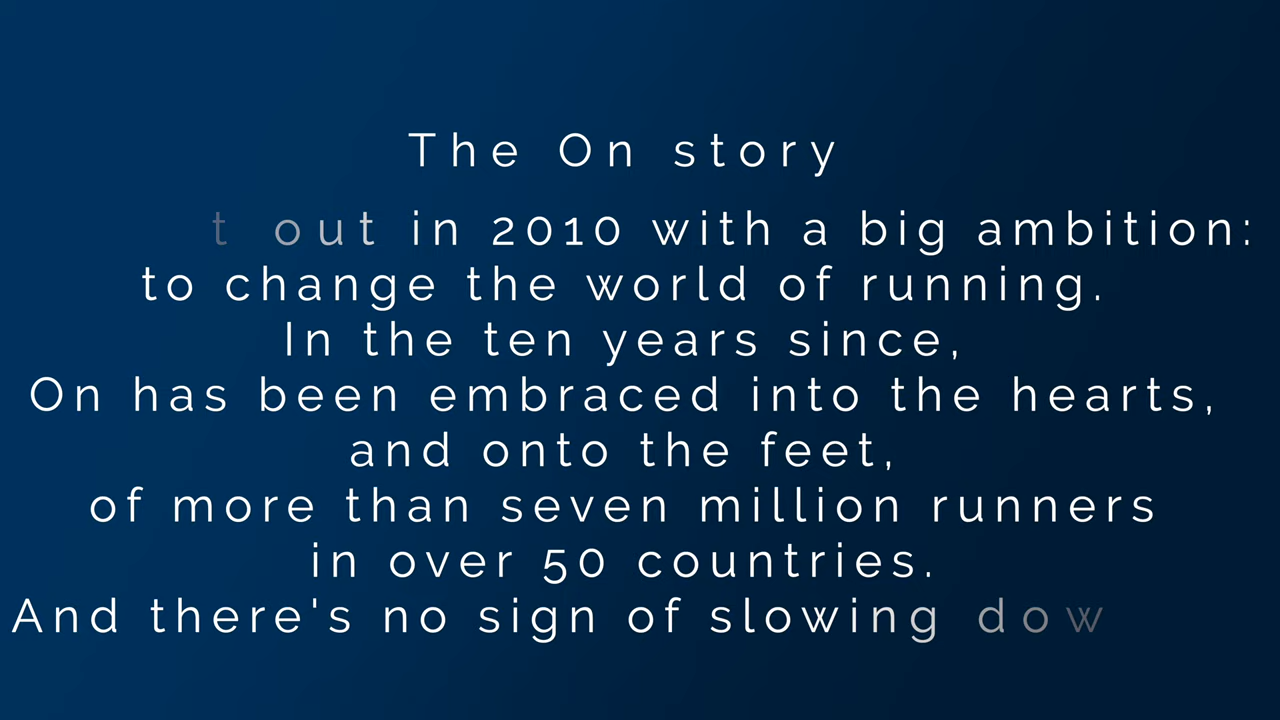 The On story
t out in 2010 with a big ambition:
to change the world of running.
In the ten years since,
On has been embraced into the hearts,
and onto the feet,
of more than seven million runners
in over 50 countries.
And there's no sign of slowing dow